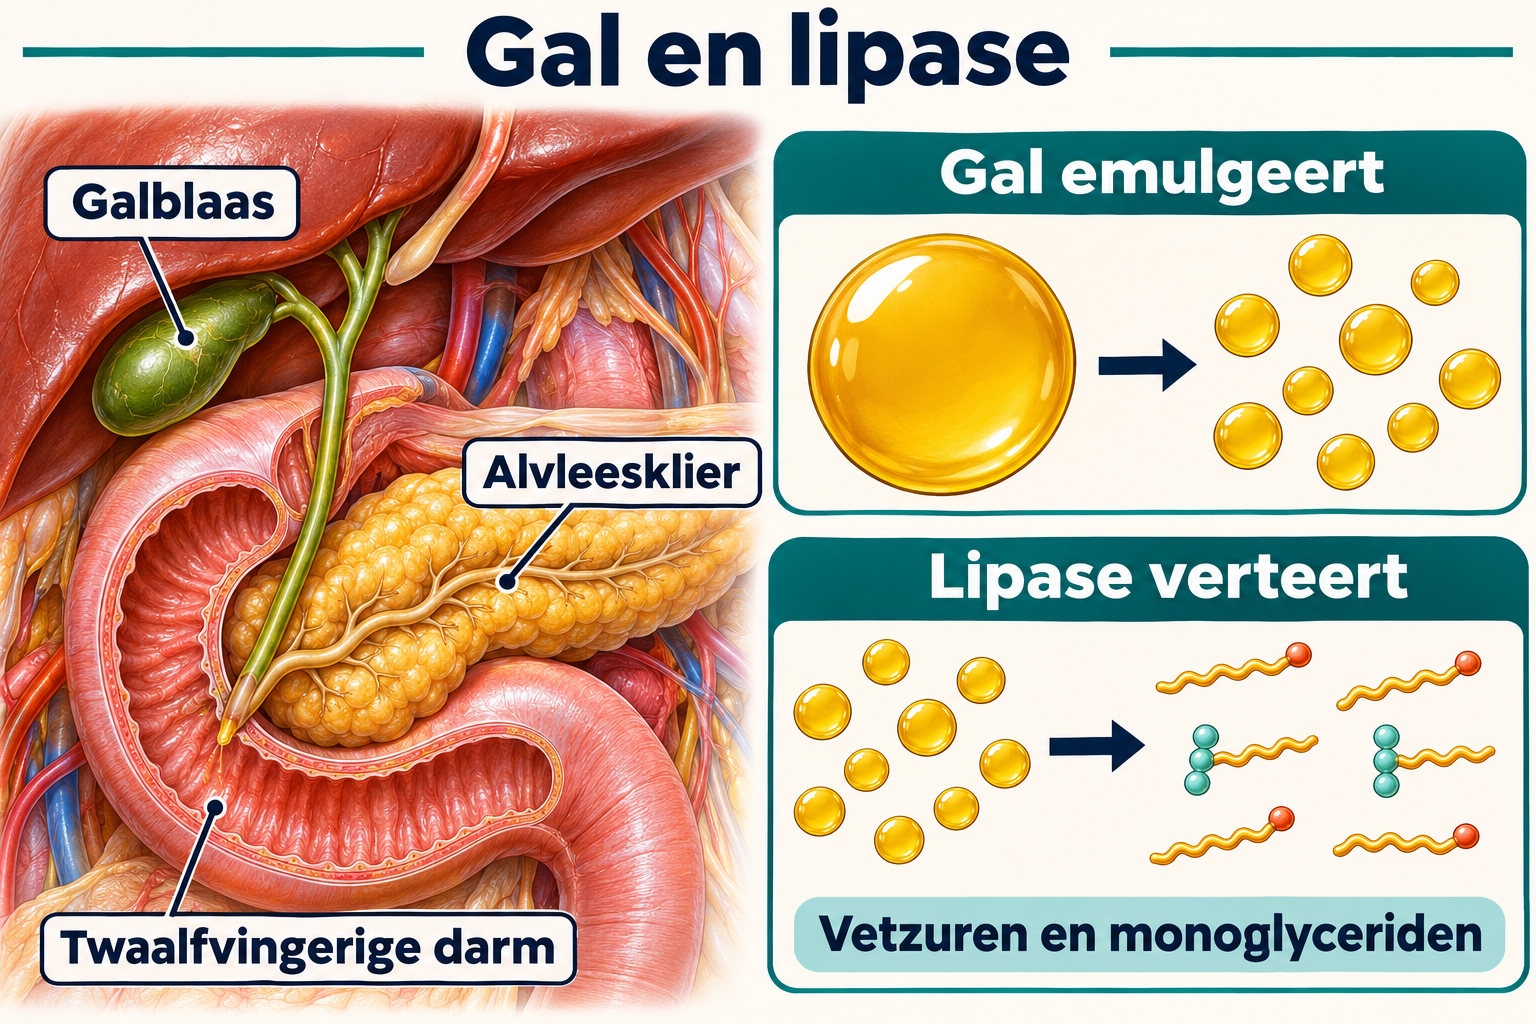 Gal en lipase
Galblaas
Alvleesklier
Twaalfvingerige darm
Gal emulgeert
Lipase verteert
Vetzuren en monoglyceriden